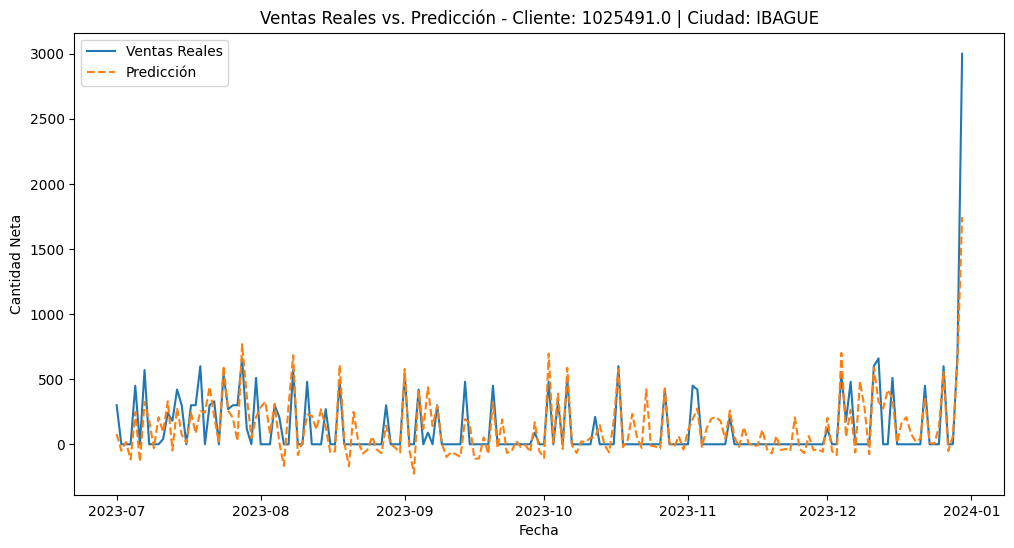 Ventas Reales vs. Predicción - Cliente: 1025491.0 | Ciudad: IBAGUE
Ventas Reales
Predicción
Cantidad Neta
3000
2500
2000
1500
1000
500
0
2023-07
2023-08
2023-09
2023-10
2023-11
2023-12
2024-01
Fecha